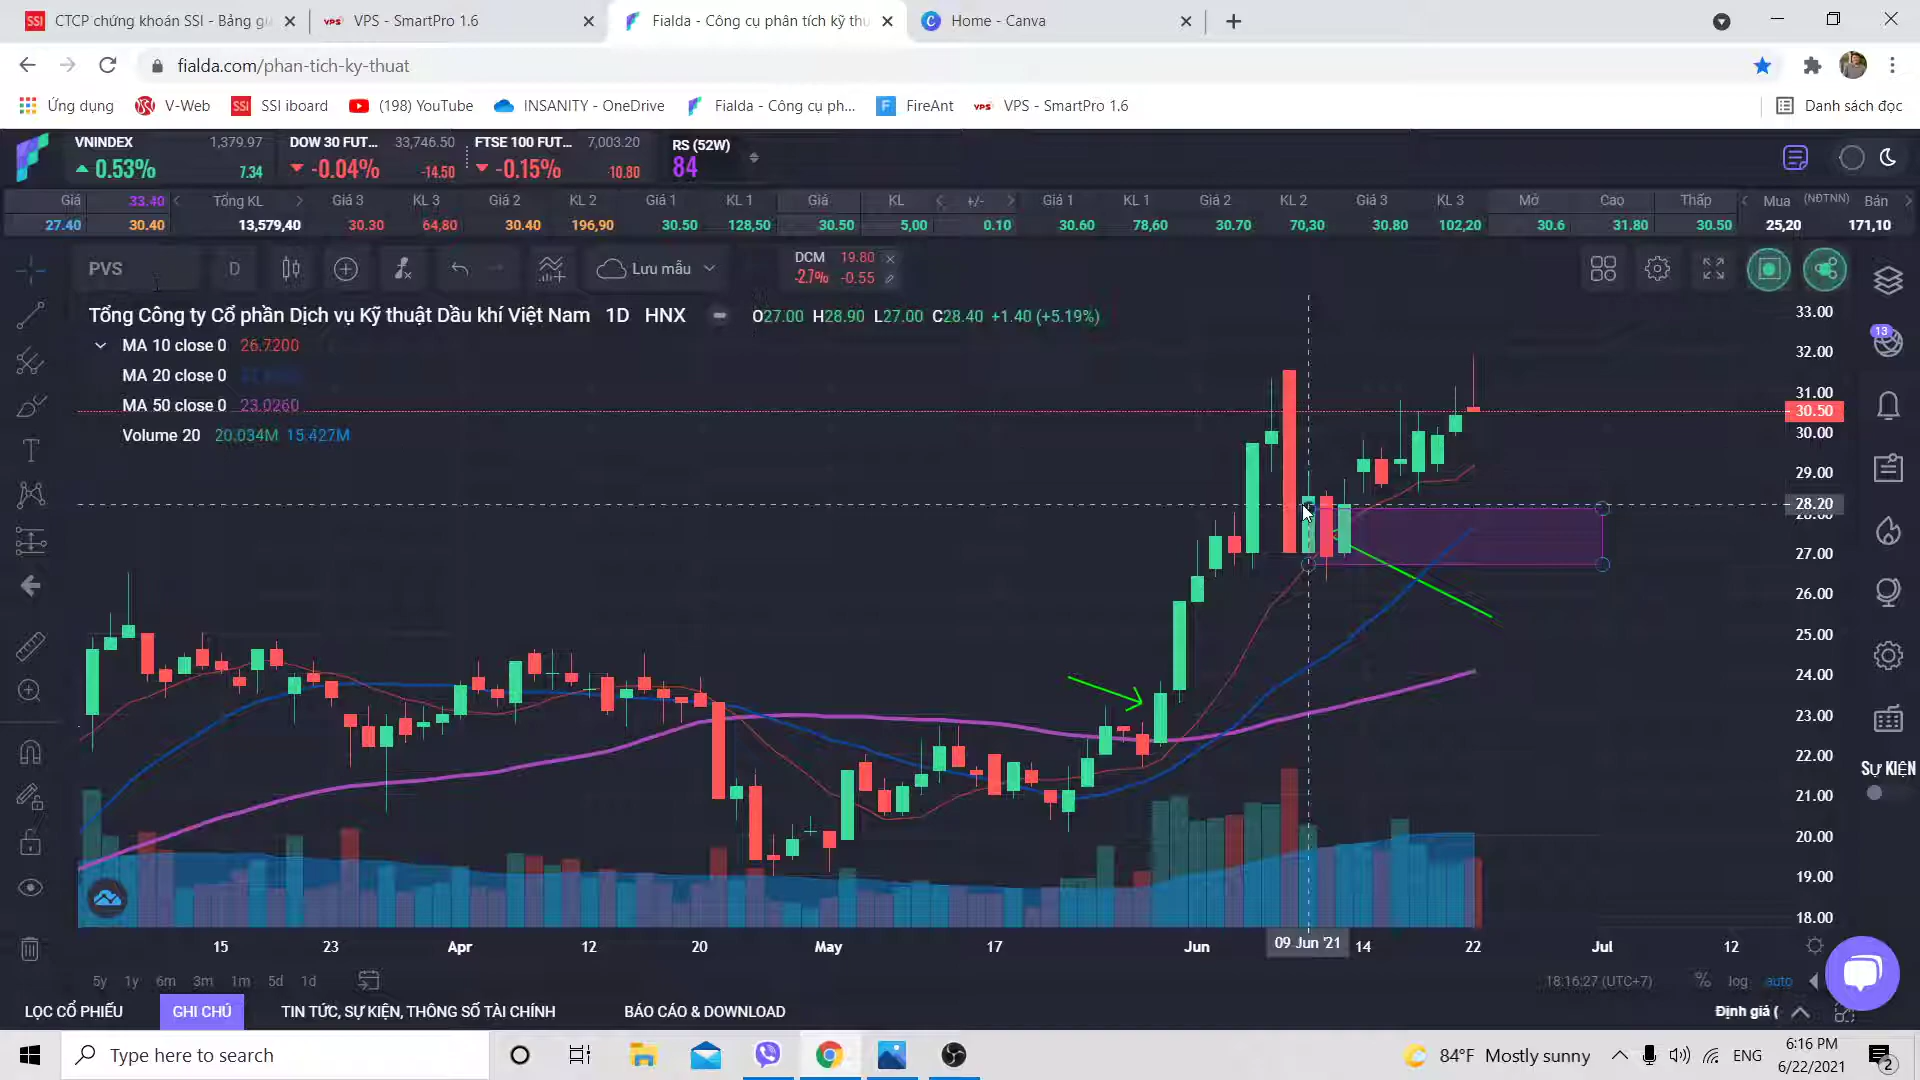 SSI CTCP chứng khoán SSI - Bảng gi
VPS VPS - SmartPro 1.6
Fialda - Công cụ phân tích kỹ thu
Home - Canva
fialda.com/phan-tich-ky-thuat
Ứng dụng V-Web SSI SSI iboard (198) YouTube INSANITY - OneDrive Fialda - Công cụ ph... F FireAnt VPS VPS - SmartPro 1.6 Danh sách đọc
VNINDEX 1,379.97 DOW 30 FUT... 33,746.50 FTSE 100 FUT... 7,003.20 RS (52W)
0.53% 7.34 -0.04% -14.50 -0.15% -10.80 84
Giá 33.40 Tổng KL Giá 3 KL 3 Giá 2 KL 2 Giá 1 KL 1 Giá KL +/- Giá 1 KL 1 Giá 2 KL 2 Giá 3 KL 3 Mở Cao Thấp Mua (NĐTNN) Bán
27.40 30.40 13,579,40 30.30 64,80 30.40 196,90 30.50 128,50 30.50 5,00 0.10 30.60 78,60 30.70 70,30 30.80 102,20 30.6 31.80 30.50 25,20 171,10
PVS D Lưu mẫu DCM 19.80
-2.7% -0.55
Tổng Công ty Cổ phần Dịch vụ Kỹ thuật Dầu khí Việt Nam 1D HNX O27.00 H28.90 L27.00 C28.40 +1.40 (+5.19%)
MA 10 close 0 26.7200
MA 20 close 0
MA 50 close 0 23.0260
Volume 20 20.034M 15.427M
33.00
32.00
31.00
30.50
30.00
29.00
28.20
27.00
26.00
25.00
24.00
23.00
22.00
21.00
20.00
19.00
18.00
13
SỰ KIỆN
15 23 Apr 12 20 May 17 Jun 09 Jun '21 14 22 Jul 12
5y 1y 6m 3m 1m 5d 1d 18:16:27 (UTC+7) % log auto
LỌC CỔ PHIẾU GHI CHÚ TIN TỨC, SỰ KIỆN, THÔNG SỐ TÀI CHÍNH BÁO CÁO & DOWNLOAD Định giá (
Type here to search 84°F Mostly sunny ENG 6:16 PM
6/22/2021 2